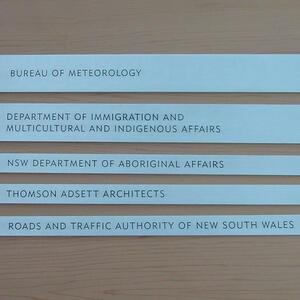 BUREAU OF METEOROLOGY
DEPARTMENT OF IMMIGRATION AND
MULTICULTURAL AND INDIGENOUS AFFAIRS
NSW DEPARTMENT OF ABORIGINAL AFFAIRS
THOMSON ADSETT ARCHITECTS
ROADS AND TRAFFIC AUTHORITY OF NEW SOUTH WALES